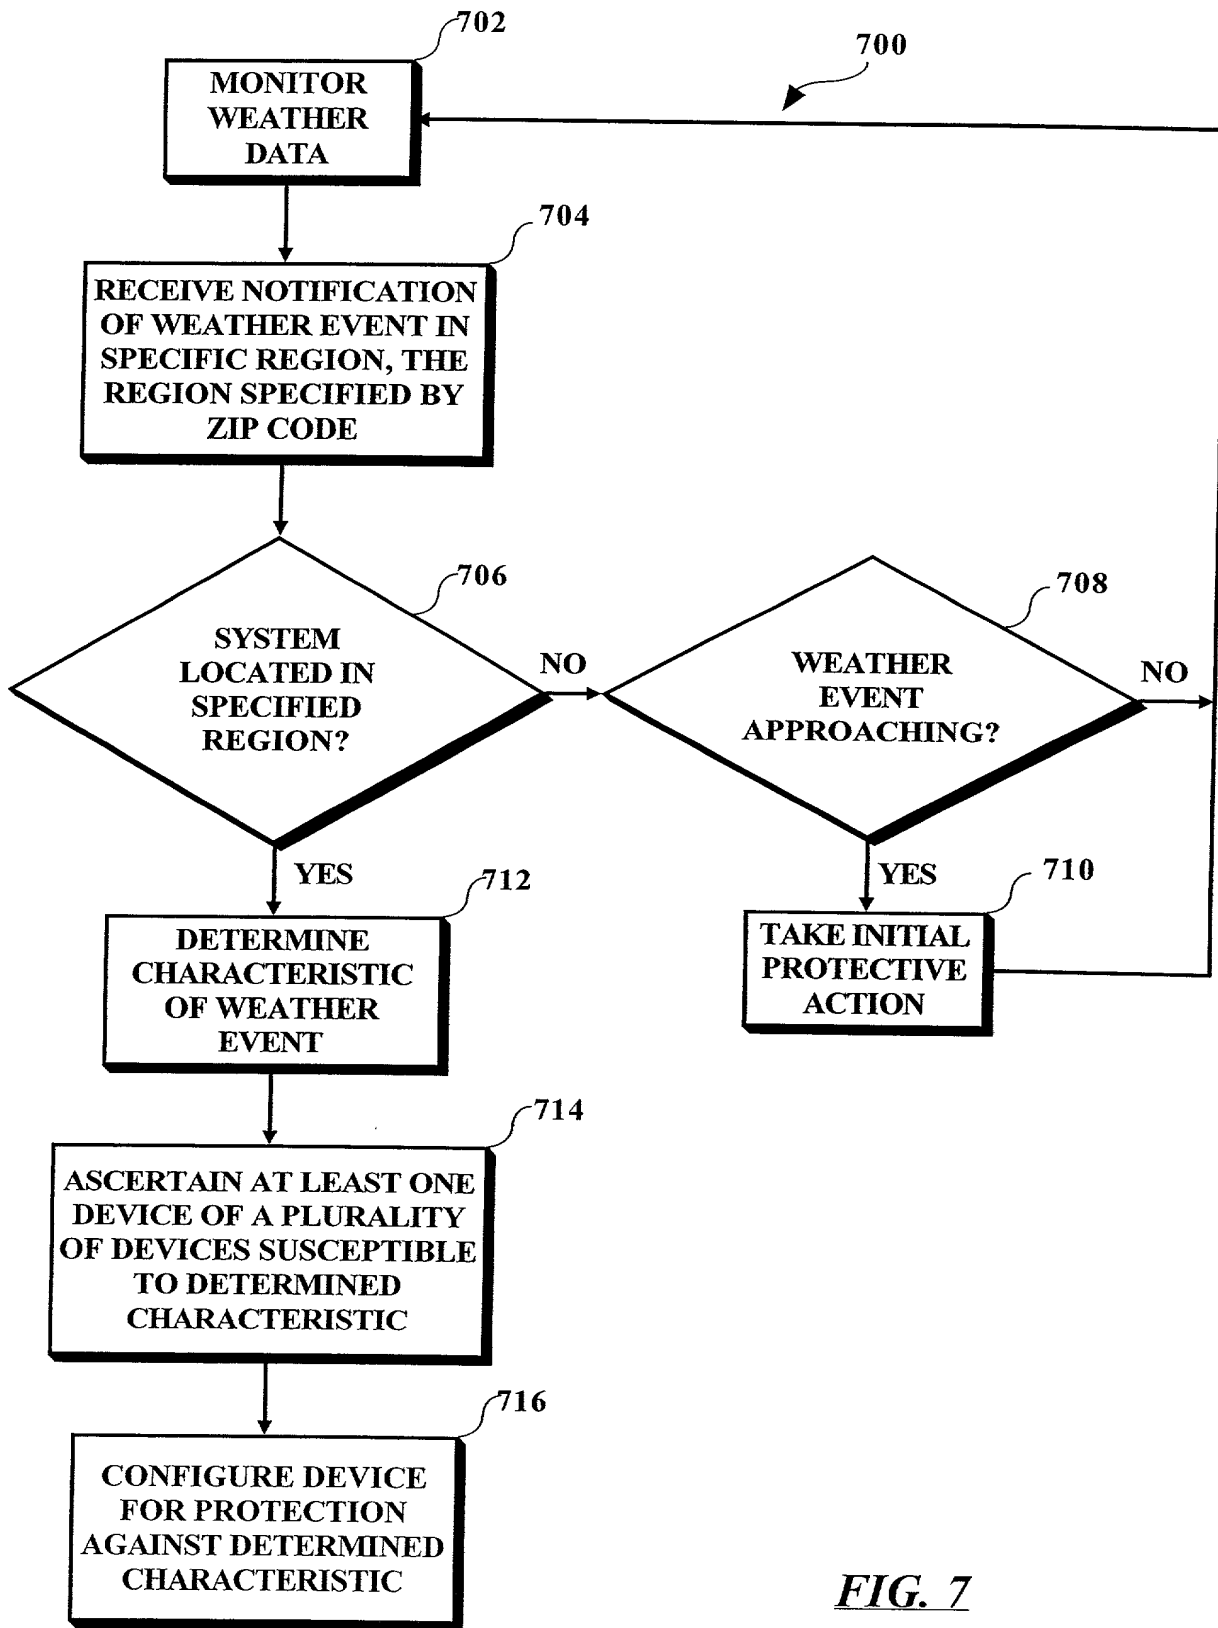 702
700
MONITOR
WEATHER
DATA
704
RECEIVE NOTIFICATION
OF WEATHER EVENT IN
SPECIFIC REGION, THE
REGION SPECIFIED BY
ZIP CODE
706
SYSTEM
LOCATED IN
SPECIFIED
REGION?
NO
708
WEATHER
EVENT
APPROACHING?
NO
YES
712
DETERMINE
CHARACTERISTIC
OF WEATHER
EVENT
YES
710
TAKE INITIAL
PROTECTIVE
ACTION
714
ASCERTAIN AT LEAST ONE
DEVICE OF A PLURALITY
OF DEVICES SUSCEPTIBLE
TO DETERMINED
CHARACTERISTIC
716
CONFIGURE DEVICE
FOR PROTECTION
AGAINST DETERMINED
CHARACTERISTIC
FIG. 7